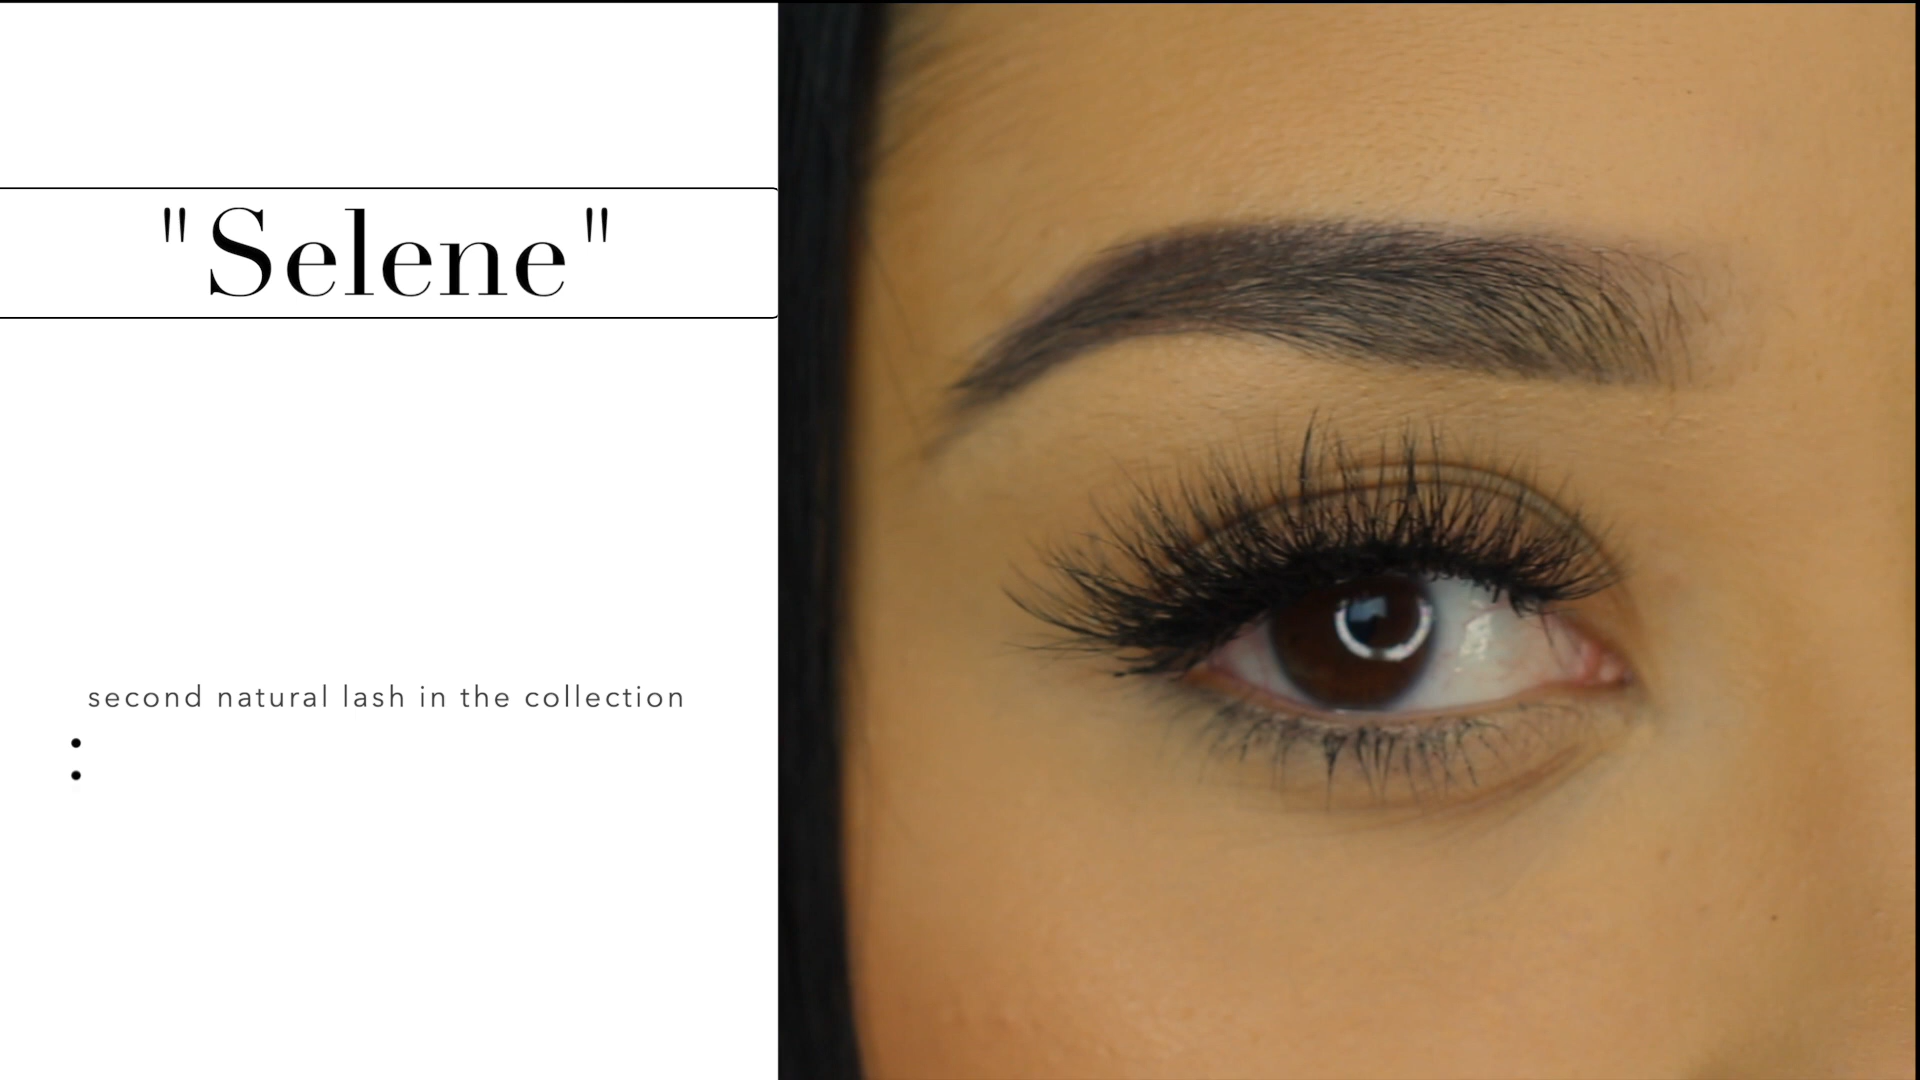 "Selene"
second natural lash in the collection
•
•